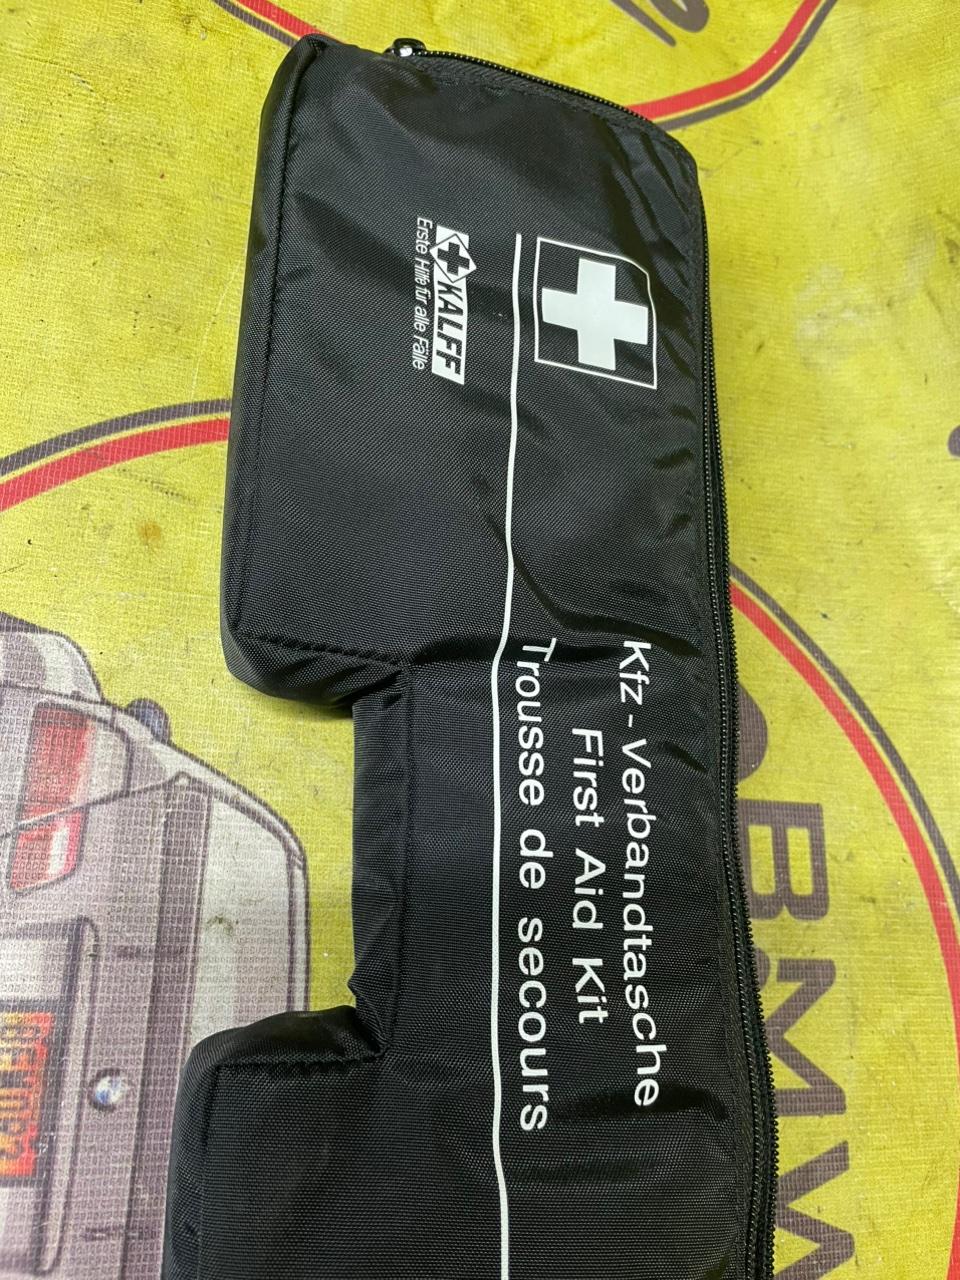 Kfz-Verbandtasche
First Aid Kit
Trousse de secours
KALFF
Erste Hilfe für alle Fälle
BMW